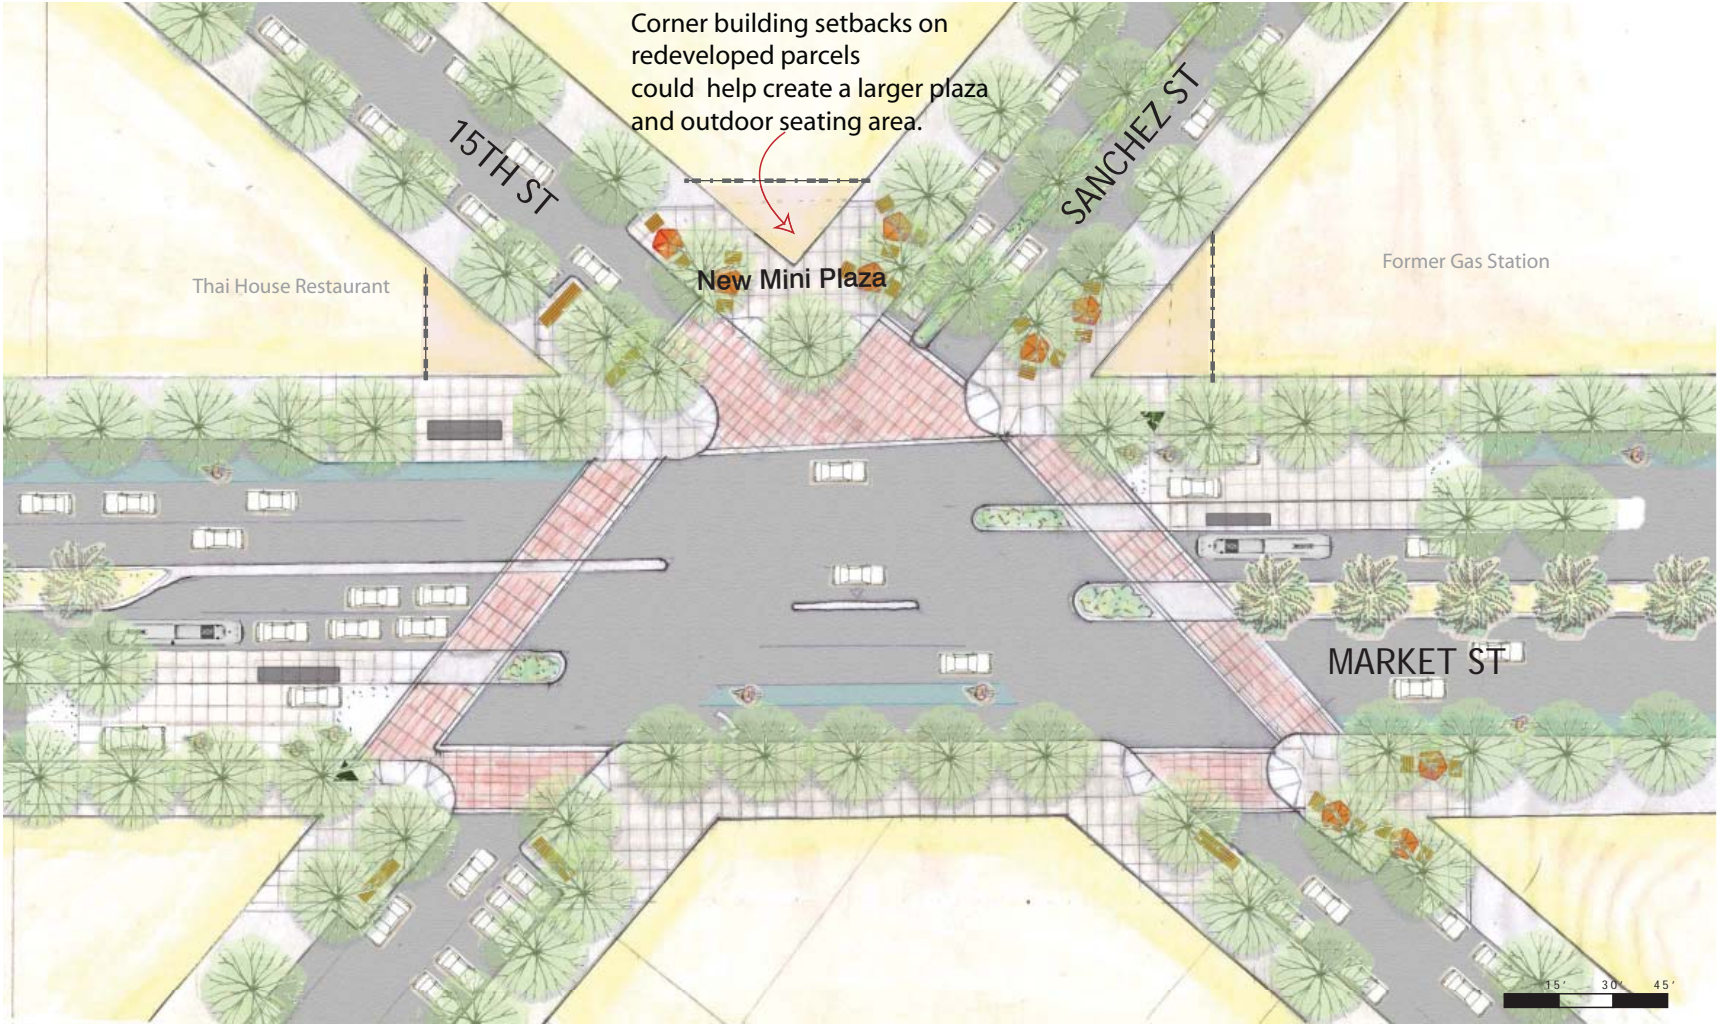 Corner building setbacks on
redeveloped parcels
could help create a larger plaza
and outdoor seating area.
15TH ST
SANCHEZ ST
New Mini Plaza
Thai House Restaurant
Former Gas Station
MARKET ST
15' 30' 45'